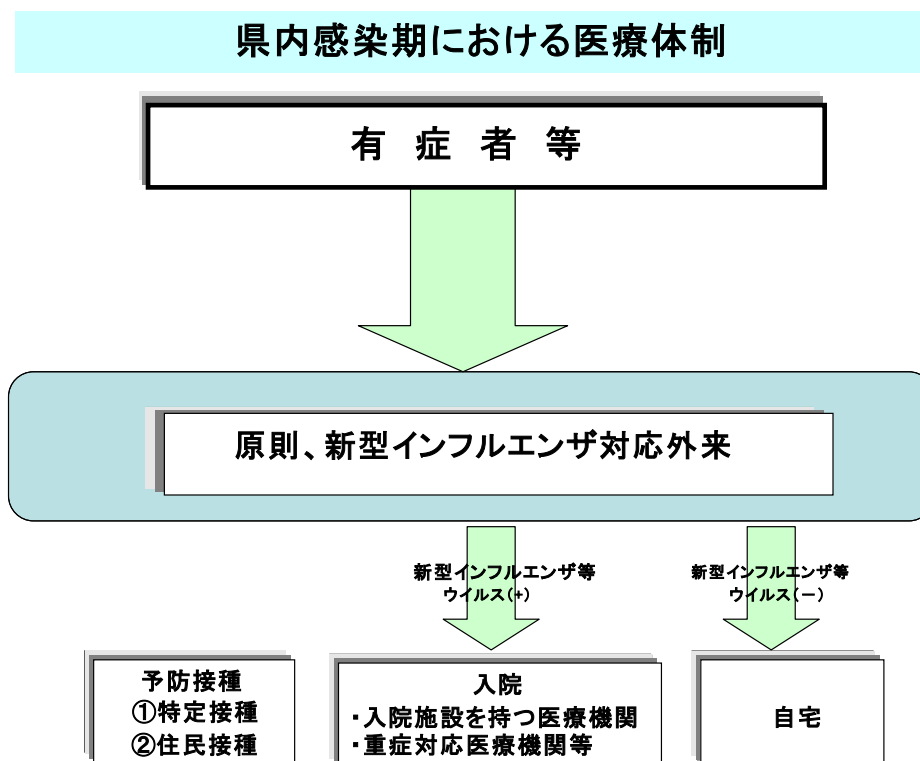 県内感染期における医療体制
有 症 者 等
原則、新型インフルエンザ対応外来
新型インフルエンザ等
ウイルス(+)
新型インフルエンザ等
ウイルス(－)
予防接種
①特定接種
②住民接種
入院
・入院施設を持つ医療機関
・重症対応医療機関等
自宅